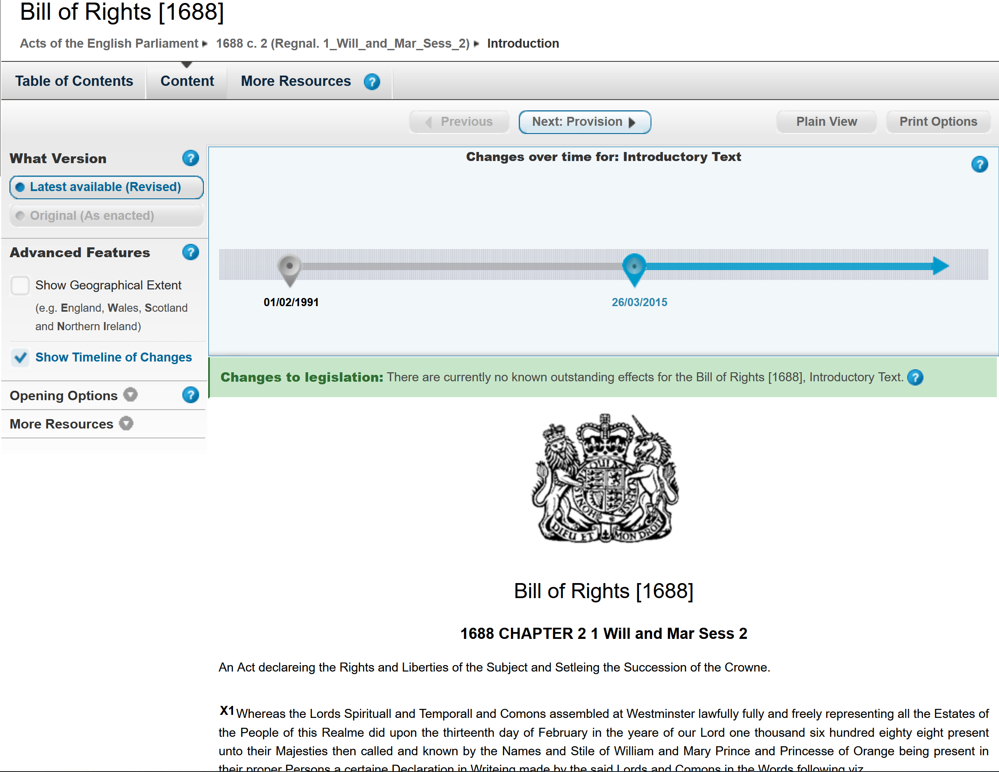 Bill of Rights [1688]
Acts of the English Parliament 1688 c. 2 (Regnal. 1_Will_and_Mar_Sess_2) Introduction
Table of Contents Content More Resources ?
Previous Next: Provision Plain View Print Options
What Version ?
Latest available (Revised)
Original (As enacted)
Advanced Features ?
Show Geographical Extent
(e.g. England, Wales, Scotland
and Northern Ireland)
Show Timeline of Changes
Opening Options ?
More Resources
Changes over time for: Introductory Text ?
01/02/1991 26/03/2015
Changes to legislation: There are currently no known outstanding effects for the Bill of Rights [1688], Introductory Text. ?
HONI SOIT QUI MAL PENSE
DIEU ET MON DROIT
Bill of Rights [1688]
1688 CHAPTER 2 1 Will and Mar Sess 2
An Act declareing the Rights and Liberties of the Subject and Setleing the Succession of the Crowne.
X1 Whereas the Lords Spirituall and Temporall and Comons assembled at Westminster lawfully fully and freely representing all the Estates of
the People of this Realme did upon the thirteenth day of February in the yeare of our Lord one thousand six hundred eighty eight present
unto their Majesties then called and known by the Names and Stile of William and Mary Prince and Princesse of Orange being present in
their proper Persons a certaine Declaration in Writeing made by the said Lords and Comons in the Words following viz